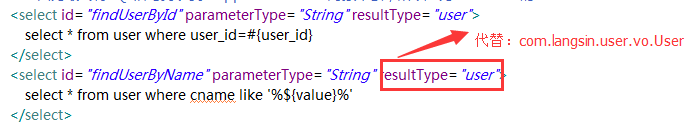 <select id="findUserById" parameterType="String" resultType="user">
select * from user where user_id=#{user_id}
代替：com.langsin.user.vo.User
</select>
<select id="findUserByName" parameterType="String" resultType="user">
select * from user where cname like '%${value}%'
</select>